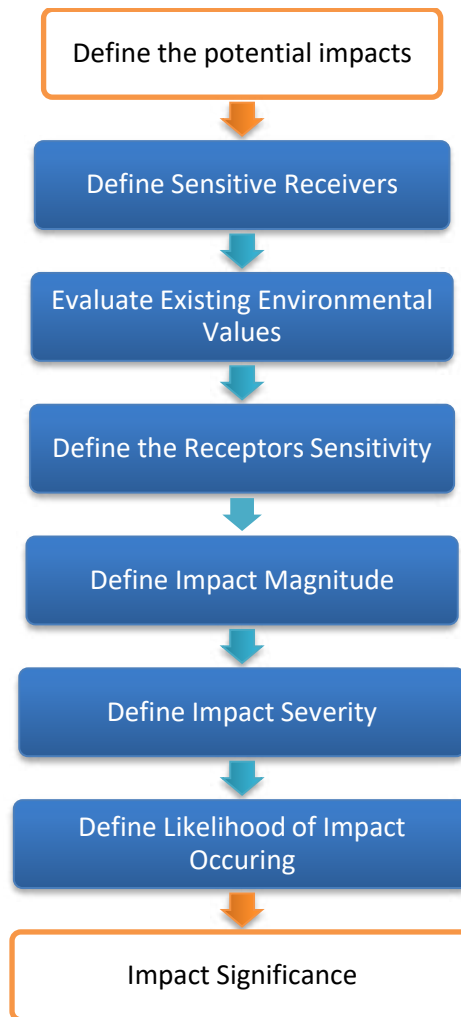 Define the potential impacts
Define Sensitive Receivers
Evaluate Existing Environmental
Values
Define the Receptors Sensitivity
Define Impact Magnitude
Define Impact Severity
Define Likelihood of Impact
Occuring
Impact Significance